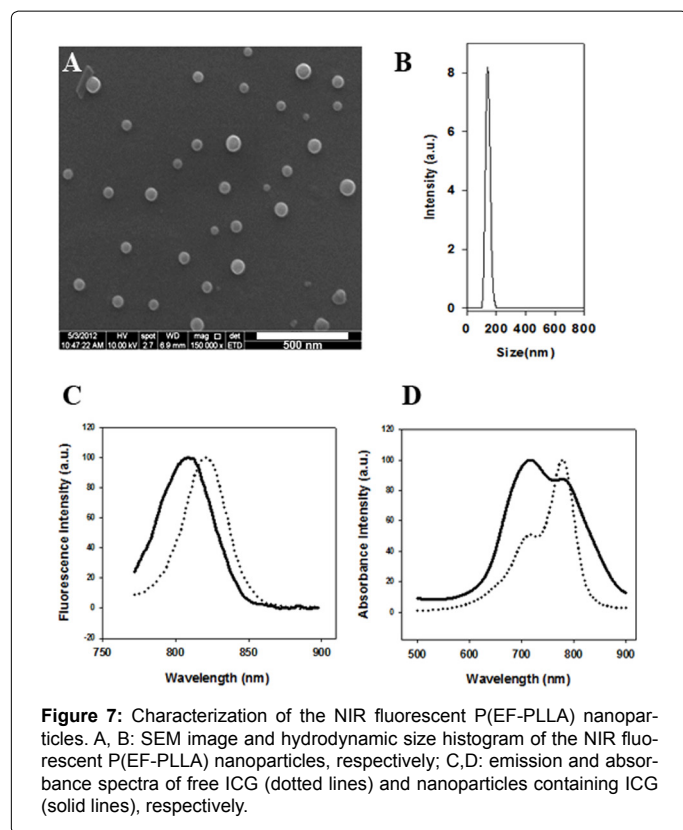 A
5/3/2012 HV spot WD mag □ det
10:47:22 AM 10.00 kV 2.7 6.9 mm 150 000 x ETD
500 nm
B
Intensity (a.u.)
8
6
4
2
0
0 200 400 600 800
Size(nm)
C
Fluorescence Intensity (a.u.)
120
100
80
60
40
20
0
-20
750 800 850 900
Wavelength (nm)
D
Absorbance Intensity (a.u.)
120
100
80
60
40
20
0
500 600 700 800 900
Wavelength (nm)
Figure 7: Characterization of the NIR fluorescent P(EF-PLLA) nanopar-
ticles. A, B: SEM image and hydrodynamic size histogram of the NIR fluo-
rescent P(EF-PLLA) nanoparticles, respectively; C,D: emission and absor-
bance spectra of free ICG (dotted lines) and nanoparticles containing ICG
(solid lines), respectively.